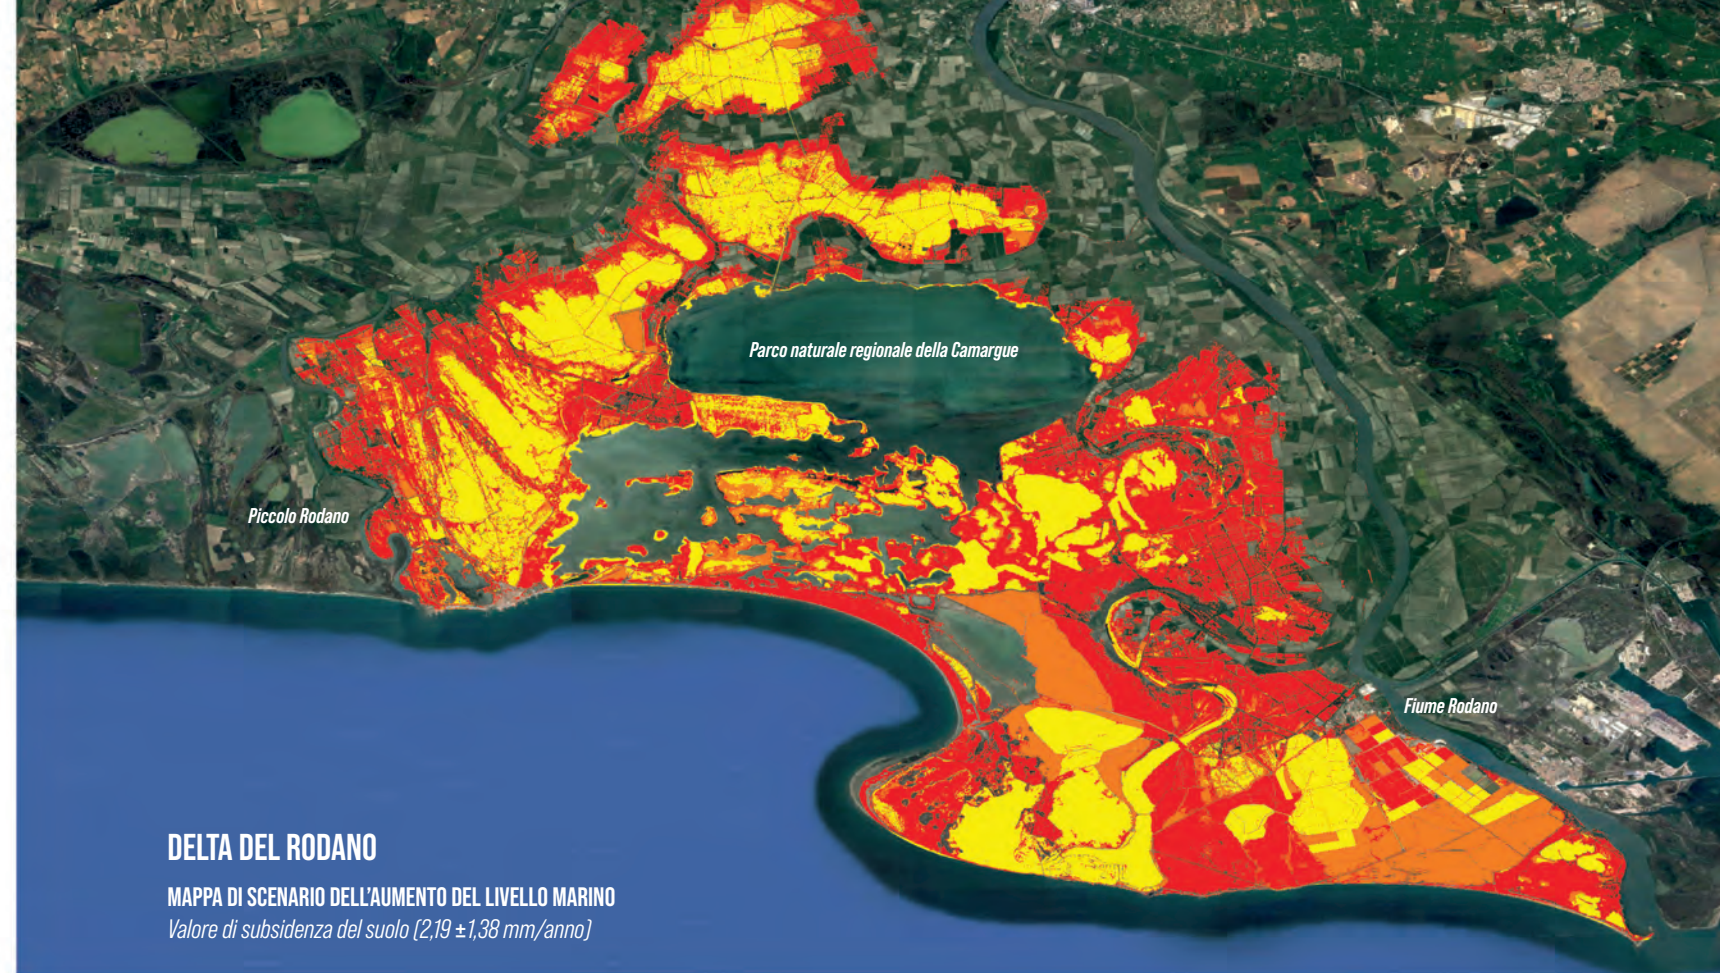 Parco naturale regionale della Camargue
Piccolo Rodano
Fiume Rodano
DELTA DEL RODANO
MAPPA DI SCENARIO DELL'AUMENTO DEL LIVELLO MARINO
Valore di subsidenza del suolo (2,19 ±1,38 mm/anno)